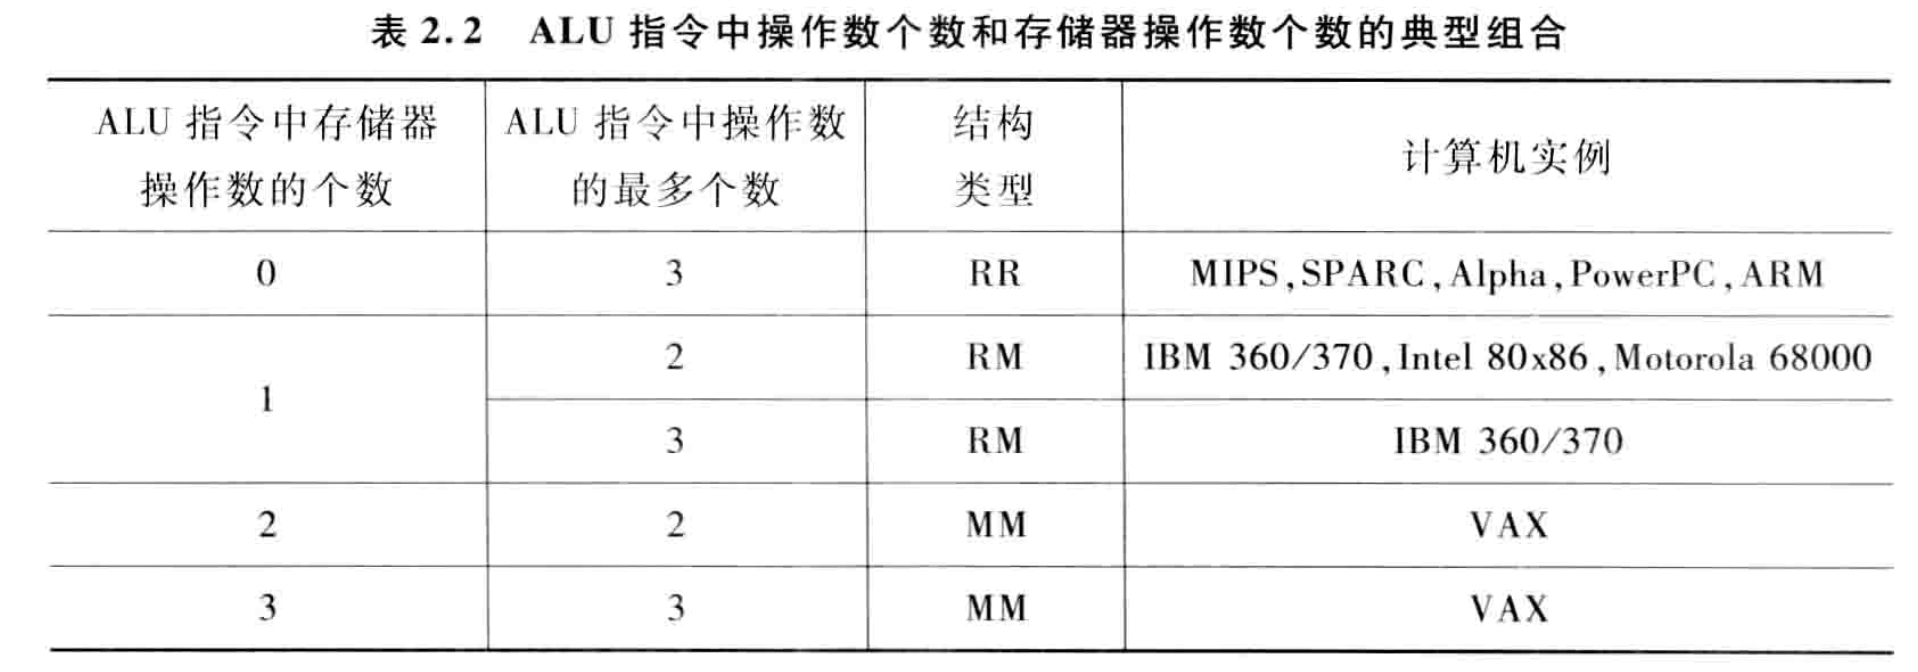 表 2.2 ALU 指令中操作数个数和存储器操作数个数的典型组合
ALU 指令中存储器
操作数的个数
ALU 指令中操作数
的最多个数
结构
类型
计算机实例
0 3 RR MIPS,SPARC,Alpha,PowerPC,ARM
1
2 RM IBM 360/370,Intel 80x86,Motorola 68000
3 RM IBM 360/370
2 2 MM VAX
3 3 MM VAX